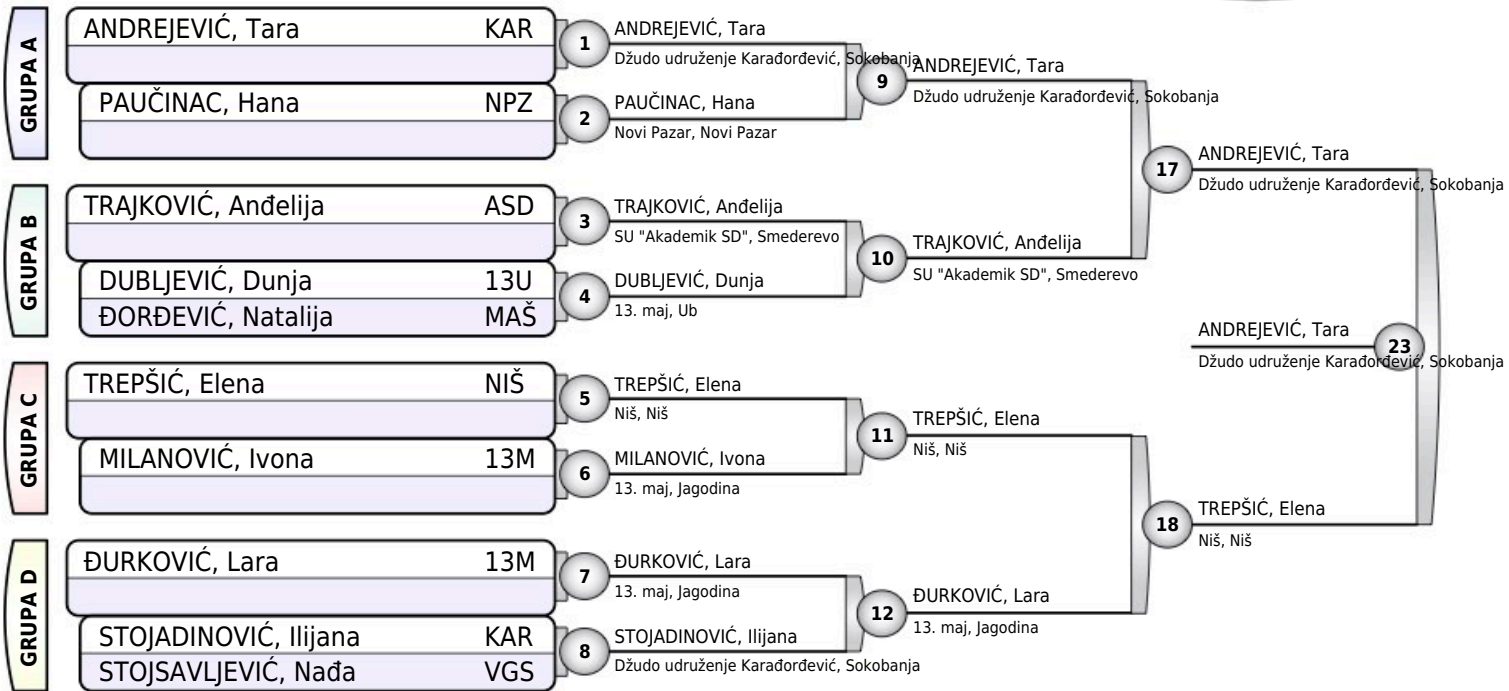 GRUPA A
ANDREJEVIĆ, Tara KAR
PAUČINAC, Hana NPZ
1
ANDREJEVIĆ, Tara
Džudo udruženje Karađorđević, Sokobanja
2
PAUČINAC, Hana
Novi Pazar, Novi Pazar
9
ANDREJEVIĆ, Tara
Džudo udruženje Karađorđević, Sokobanja
GRUPA B
TRAJKOVIĆ, Anđelija ASD
DUBLJEVIĆ, Dunja 13U
ĐORĐEVIĆ, Natalija MAŠ
3
TRAJKOVIĆ, Anđelija
SU "Akademik SD", Smederevo
4
DUBLJEVIĆ, Dunja
13. maj, Ub
10
TRAJKOVIĆ, Anđelija
SU "Akademik SD", Smederevo
17
ANDREJEVIĆ, Tara
Džudo udruženje Karađorđević, Sokobanja
GRUPA C
TREPŠIĆ, Elena NIŠ
MILANOVIĆ, Ivona 13M
5
TREPŠIĆ, Elena
Niš, Niš
6
MILANOVIĆ, Ivona
13. maj, Jagodina
11
TREPŠIĆ, Elena
Niš, Niš
GRUPA D
ĐURKOVIĆ, Lara 13M
STOJADINOVIĆ, Ilijana KAR
STOJSAVLJEVIĆ, Nađa VGS
7
ĐURKOVIĆ, Lara
13. maj, Jagodina
8
STOJADINOVIĆ, Ilijana
Džudo udruženje Karađorđević, Sokobanja
12
ĐURKOVIĆ, Lara
13. maj, Jagodina
18
TREPŠIĆ, Elena
Niš, Niš
23
ANDREJEVIĆ, Tara
Džudo udruženje Karađorđević, Sokobanja